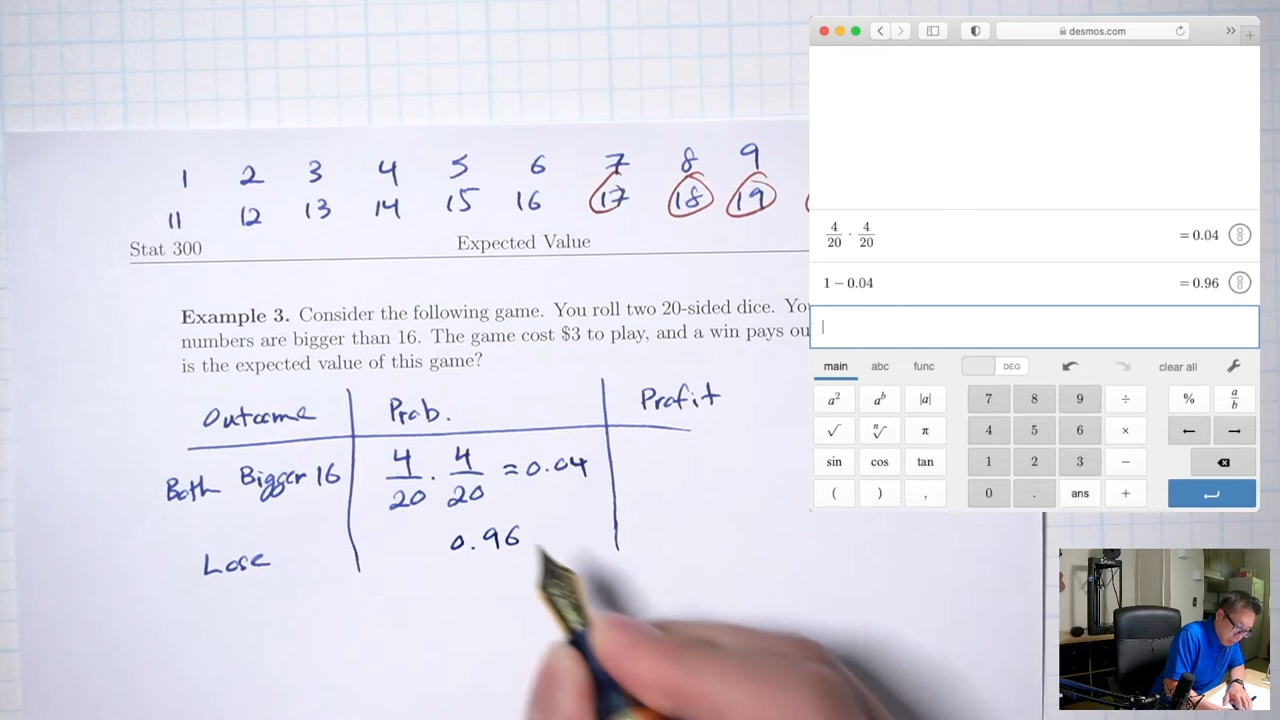 desmos.com
1 2 3 4 5 6 7 8 9
11 12 13 14 15 16 17 18 19
Stat 300 Expected Value
Example 3. Consider the following game. You roll two 20-sided dice. Yo
numbers are bigger than 16. The game cost $3 to play, and a win pays ou
is the expected value of this game?
Outcome Prob. Profit
Both Bigger 16 4/20 · 4/20 = 0.04
Lose 0.96
4/20 · 4/20 = 0.04
1 − 0.04 = 0.96
main abc func DEG clear all
a² aᵇ |a| 7 8 9 ÷ % a/b
√ ⁿ√ π 4 5 6 × ← →
sin cos tan 1 2 3 −
( ) , 0 . ans +